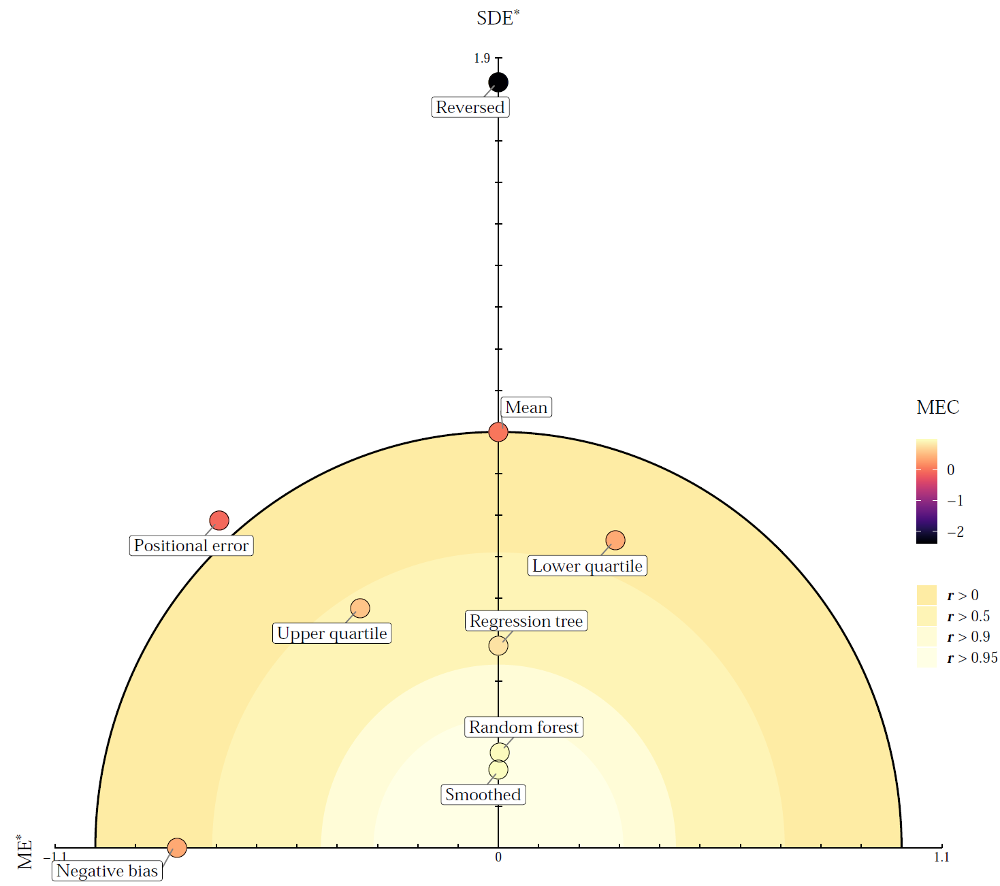 SDE*
1.9
Reversed
Mean
MEC
0
−1
−2
Positional error
Lower quartile
r > 0
r > 0.5
r > 0.9
r > 0.95
Upper quartile
Regression tree
Random forest
Smoothed
ME*
−1.1
0
1.1
Negative bias